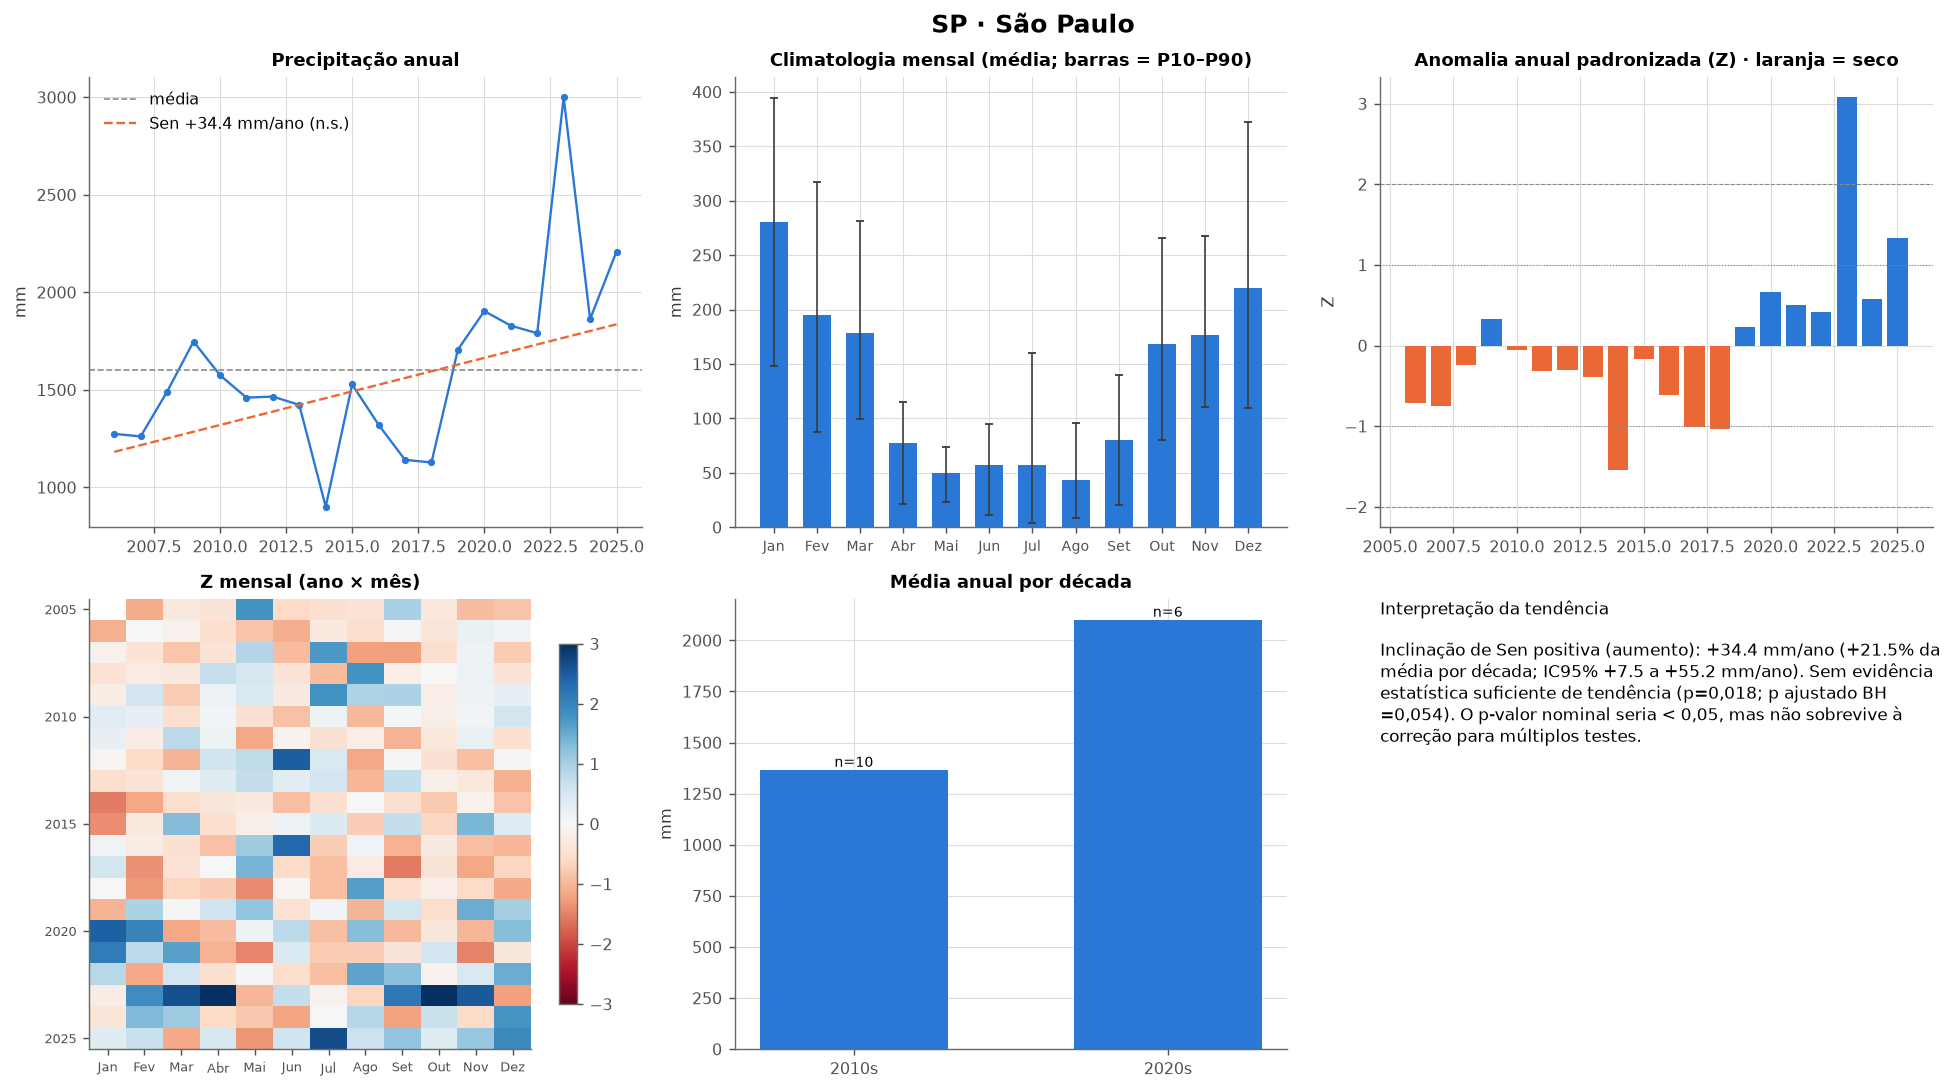 SP · São Paulo
Precipitação anual
média
Sen +34.4 mm/ano (n.s.)
mm
3000
2500
2000
1500
1000
2007.5 2010.0 2012.5 2015.0 2017.5 2020.0 2022.5 2025.0
Climatologia mensal (média; barras = P10–P90)
mm
400
350
300
250
200
150
100
50
0
Jan Fev Mar Abr Mai Jun Jul Ago Set Out Nov Dez
Anomalia anual padronizada (Z) · laranja = seco
Z
3
2
1
0
−1
−2
2005.0 2007.5 2010.0 2012.5 2015.0 2017.5 2020.0 2022.5 2025.0
Z mensal (ano × mês)
2005
2010
2015
2020
2025
Jan Fev Mar Abr Mai Jun Jul Ago Set Out Nov Dez
3
2
1
0
−1
−2
−3
Média anual por década
mm
2000
1750
1500
1250
1000
750
500
250
0
n=10
n=6
2010s 2020s
Interpretação da tendência
Inclinação de Sen positiva (aumento): +34.4 mm/ano (+21.5% da
média por década; IC95% +7.5 a +55.2 mm/ano). Sem evidência
estatística suficiente de tendência (p=0,018; p ajustado BH
=0,054). O p-valor nominal seria < 0,05, mas não sobrevive à
correção para múltiplos testes.